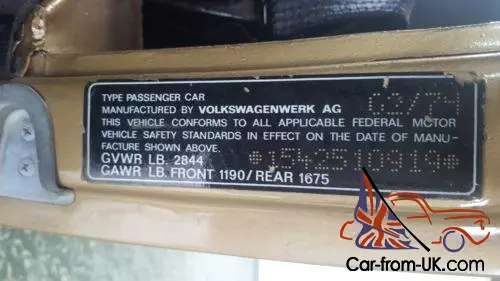 TYPE PASSENGER CAR 02/74
MANUFACTURED BY VOLKSWAGENWERK AG
THIS VEHICLE CONFORMS TO ALL APPLICABLE FEDERAL MOTOR
VEHICLE SAFETY STANDARDS IN EFFECT ON THE DATE OF MANU-
FACTURE SHOWN ABOVE.
GVWR LB. 2844 *1542510919*
GAWR LB. FRONT 1190/REAR 1675
Car-from-UK.com